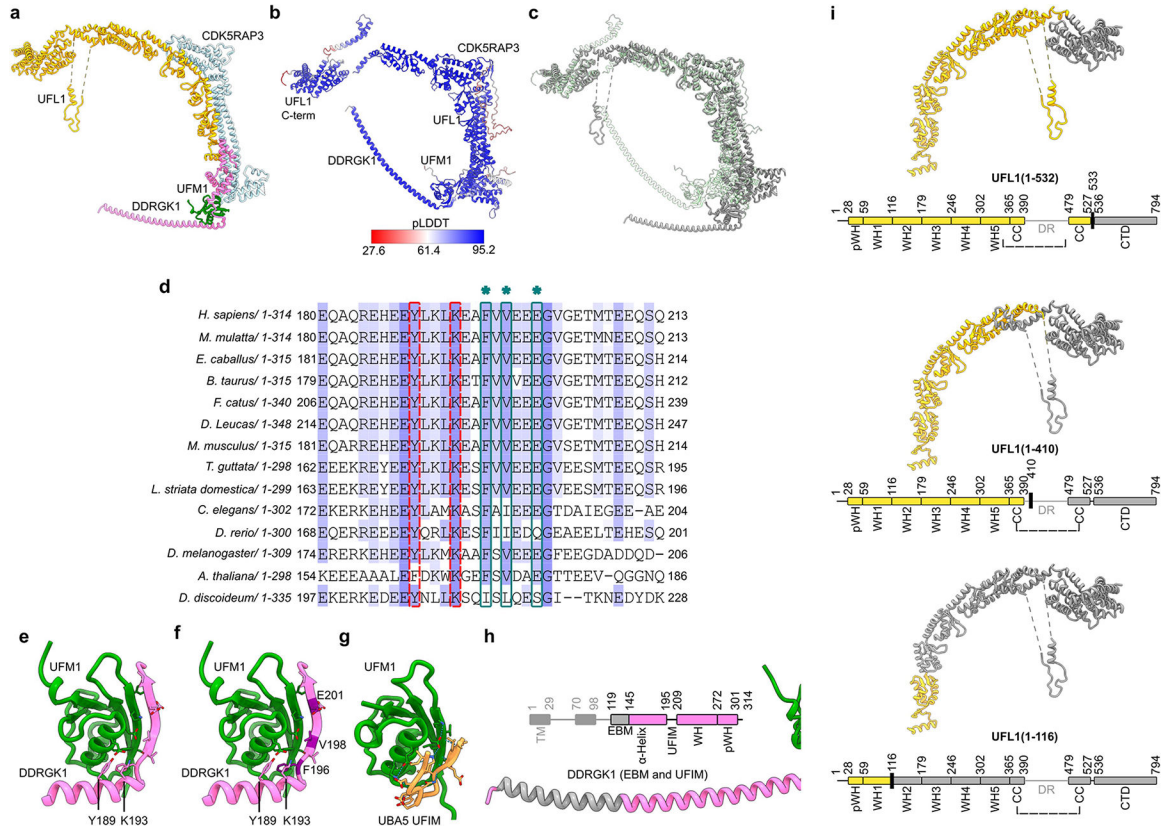 a
CDK5RAP3
UFL1
UFM1
DDRGK1
b
CDK5RAP3
UFL1
C-term
UFL1
DDRGK1
UFM1
pLDDT
27.6 61.4 95.2
c
d
* * *
H. sapiens/ 1-314 180 EQAQREHEEYLKLKEAFVVEEEGVGETMTEEQSQ 213
M. mulatta/ 1-314 180 EQAQREHEEYLKLKEAFVVEEEGVGETMNEEQSQ 213
E. caballus/ 1-315 181 EQAQREHEEYLKLKEAFVVEEEGVGETMTEEQSH 214
B. taurus/ 1-315 179 EQAQREEEEYLKLKETFVVVEEGVGETMTEEQSH 212
F. catus/ 1-340 206 EQAQREHEEYLKLKEAFVVEEEGVGETMTEEQSH 239
D. Leucas/ 1-348 214 EQAQREHEEYLKLKEAFVVEEEGVGETMTEEQSH 247
M. musculus/ 1-315 181 EQAQREHEEYLKLKEAFVVEEEGVGETMTEEQSH 214
T. guttata/ 1-298 162 EEEKREYEEYLKLKESFVVEEEGVEESMTEEQSR 195
L. striata domestica/ 1-299 163 EEEKREYEEYLKLKESFVVEEEGVEESMTEEQSR 196
C. elegans/ 1-302 172 EKERKEHEEYLAMKASFAIEEEGTDAIEGEE-AE 204
D. rerio/ 1-300 168 EQERREEEEYQRLKESFIIEDQGEAEELTEHESQ 201
D. melanogaster/ 1-309 174 ERERKEHEEYLKMKAAFSVEEEGFEEGDADDQD- 206
A. thaliana/ 1-298 154 KEEEAAALEFDKWKGEFSVDAEGTTEEV-QGGNQ 186
D. discoideum/ 1-335 197 EKERKEDEEYNLLKSQISLQESGI--TKNEDYDK 228
e
UFM1
DDRGK1
Y189 K193
f
UFM1
E201
V198
F196
DDRGK1
Y189 K193
g
UFM1
UBA5 UFIM
h
1 29 70 98 119 145 195 209 272 301 314
TM EBM α-Helix UFIM WH pWH
DDRGK1 (EBM and UFIM)
i
UFL1(1-532)
1 28 59 116 179 246 302 365 390 479 527 533 536 794
pWH WH1 WH2 WH3 WH4 WH5 CC DR CC CTD
UFL1(1-410)
1 28 59 116 179 246 302 365 390 410 479 527 536 794
pWH WH1 WH2 WH3 WH4 WH5 CC DR CC CTD
UFL1(1-116)
1 28 269 116 179 246 302 365 390 479 527 536 794
pWH WH1 WH2 WH3 WH4 WH5 CC DR CC CTD